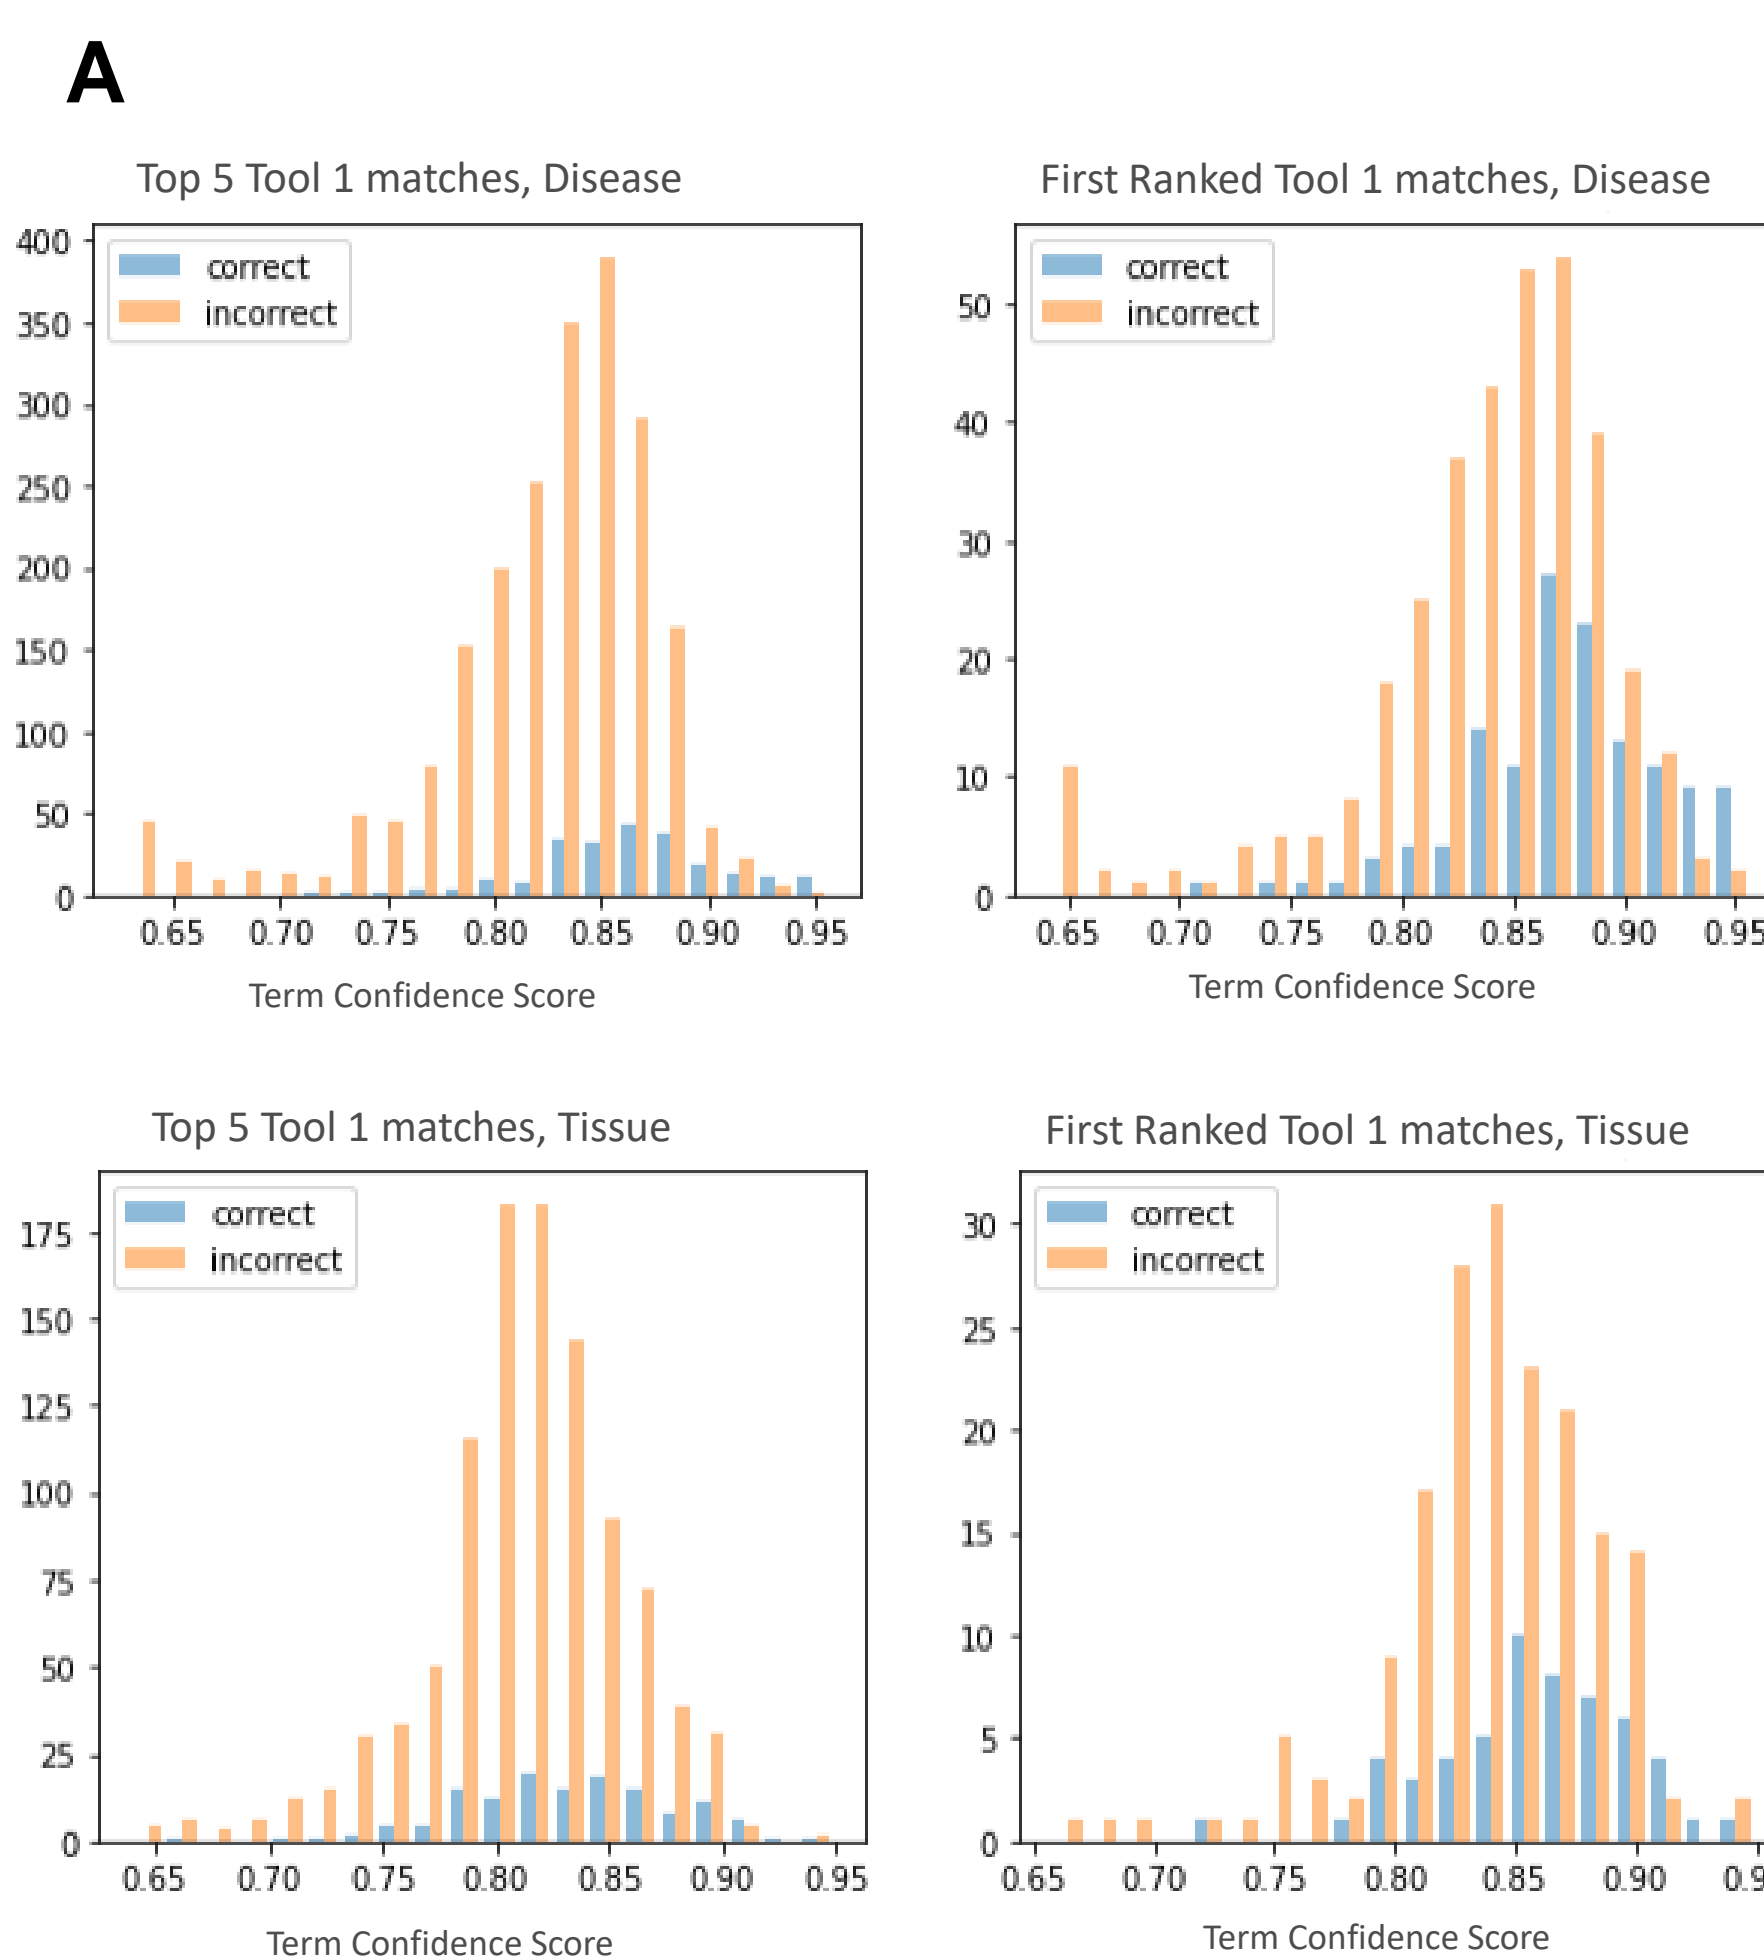 A
Top 5 Tool 1 matches, Disease
400
350
300
250
200
150
100
50
0
correct
incorrect
0.65 0.70 0.75 0.80 0.85 0.90 0.95
Term Confidence Score
First Ranked Tool 1 matches, Disease
50
40
30
20
10
0
correct
incorrect
0.65 0.70 0.75 0.80 0.85 0.90 0.95
Term Confidence Score
Top 5 Tool 1 matches, Tissue
175
150
125
100
75
50
25
0
correct
incorrect
0.65 0.70 0.75 0.80 0.85 0.90 0.95
Term Confidence Score
First Ranked Tool 1 matches, Tissue
30
25
20
15
10
5
0
correct
incorrect
0.65 0.70 0.75 0.80 0.85 0.90
Term Confidence Score